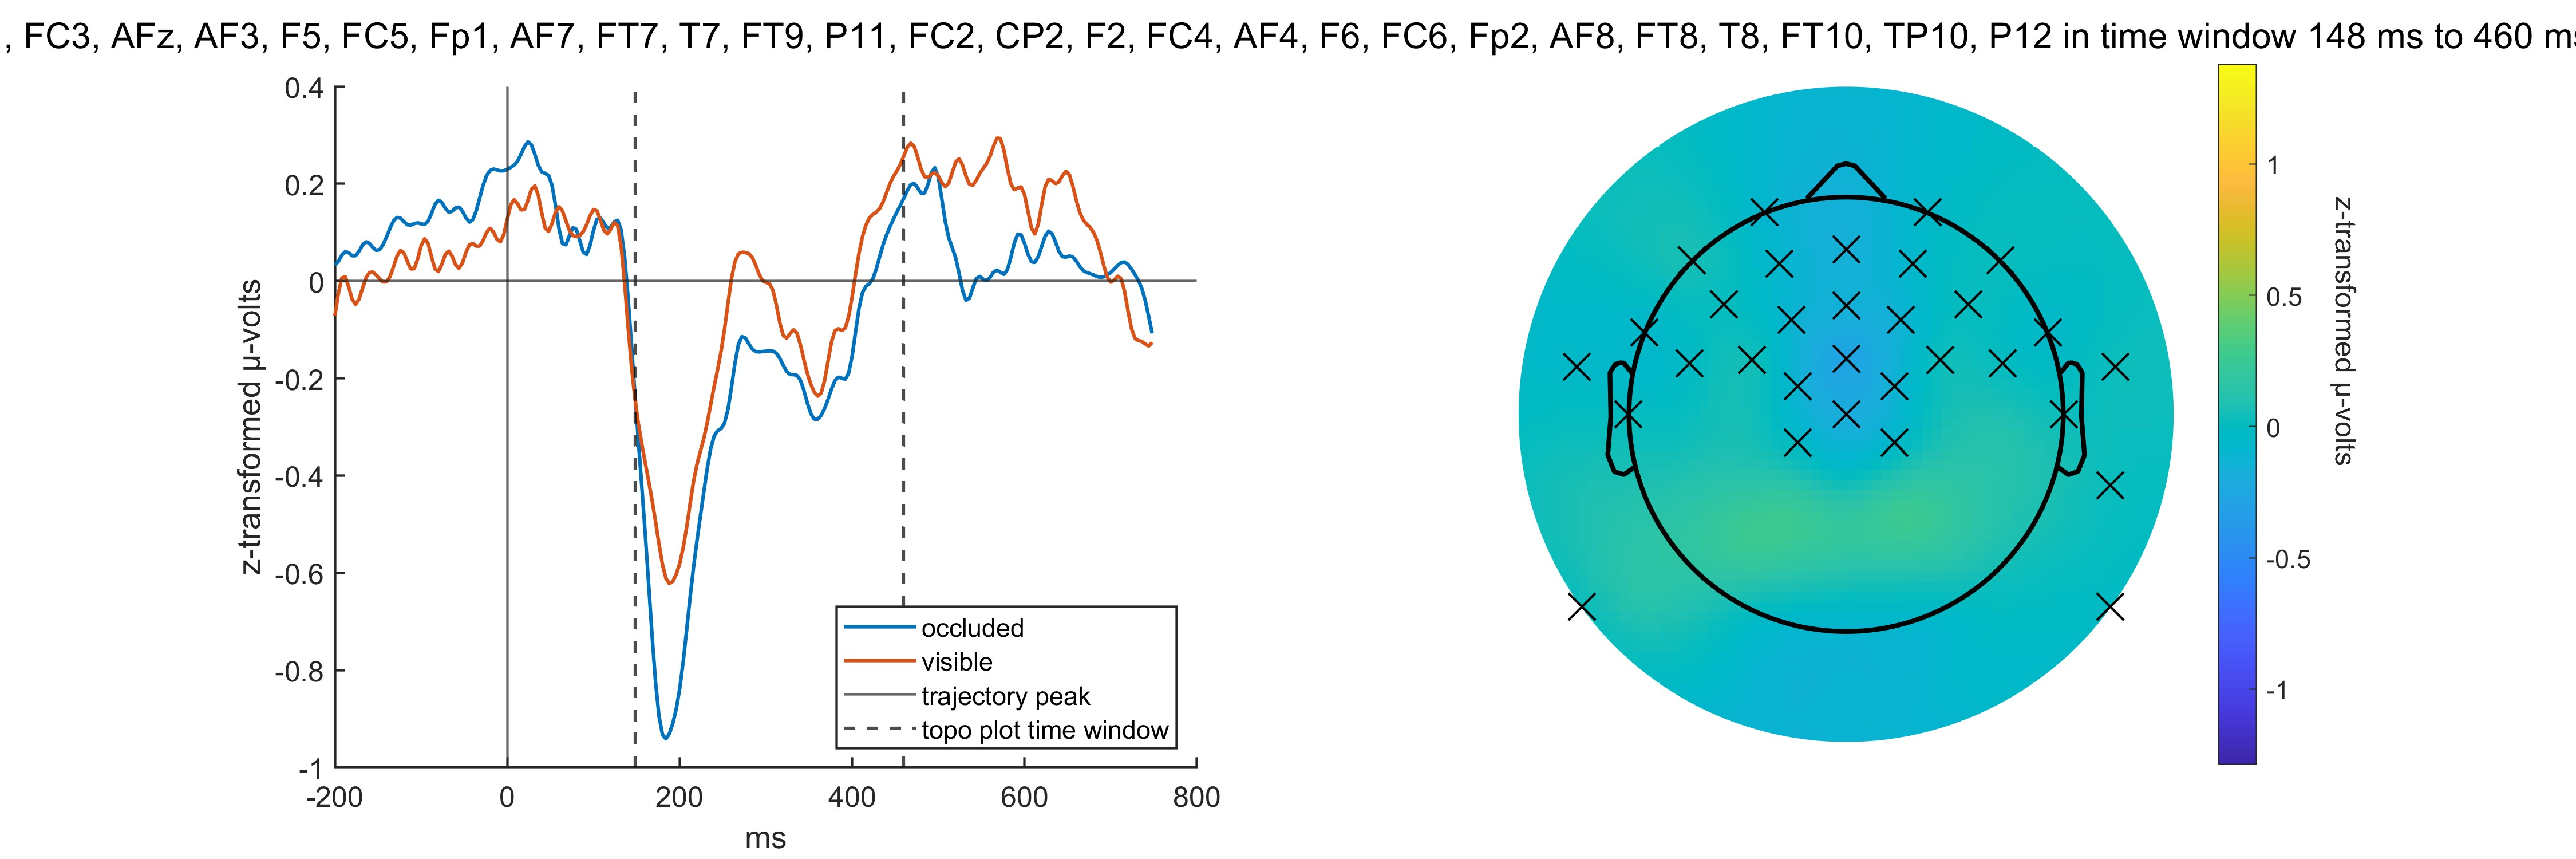 , FC3, AFz, AF3, F5, FC5, Fp1, AF7, FT7, T7, FT9, P11, FC2, CP2, F2, FC4, AF4, F6, FC6, Fp2, AF8, FT8, T8, FT10, TP10, P12 in time window 148 ms to 460 ms
0.4
0.2
0
-0.2
-0.4
-0.6
-0.8
-1
z-transformed μ-volts
-200 0 200 400 600 800
ms
occluded
visible
trajectory peak
topo plot time window
1
0.5
0
-0.5
-1
z-transformed μ-volts